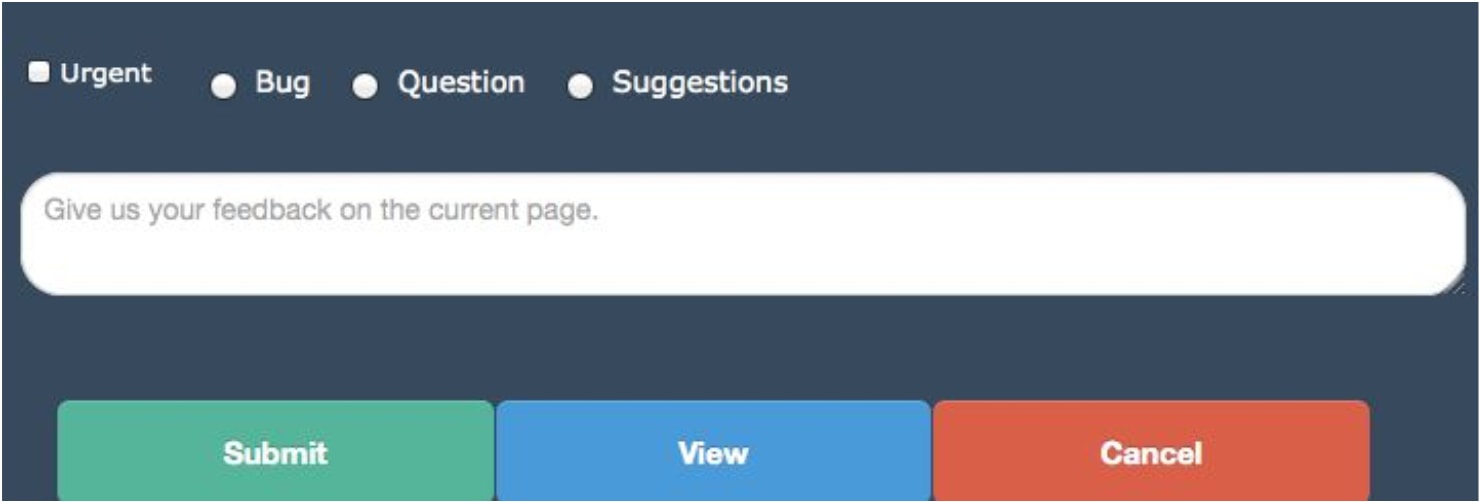 Urgent Bug Question Suggestions
Give us your feedback on the current page.
Submit View Cancel